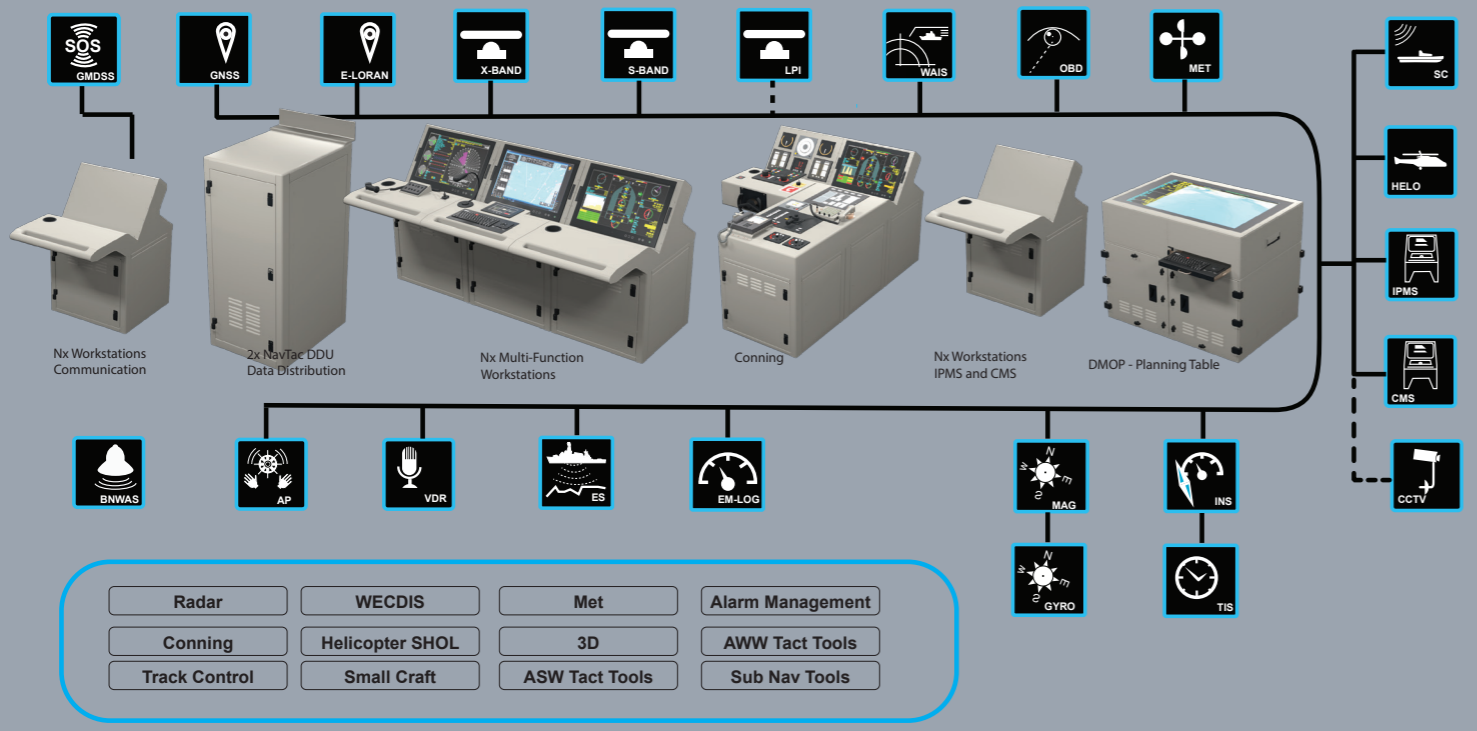 SOS
GMDSS
GNSS
E-LORAN
X-BAND
S-BAND
LPI
WAIS
OBD
MET
SC
HELO
IPMS
CMS
CCTV
Nx Workstations
Communication
2x NavTac DDU
Data Distribution
Nx Multi-Function
Workstations
Conning
Nx Workstations
IPMS and CMS
DMOP - Planning Table
BNWAS
AP
VDR
ES
EM-LOG
N
W
E
S
MAG
INS
N
W
E
S
GYRO
TIS
Radar
WECDIS
Met
Alarm Management
Conning
Helicopter SHOL
3D
AWW Tact Tools
Track Control
Small Craft
ASW Tact Tools
Sub Nav Tools